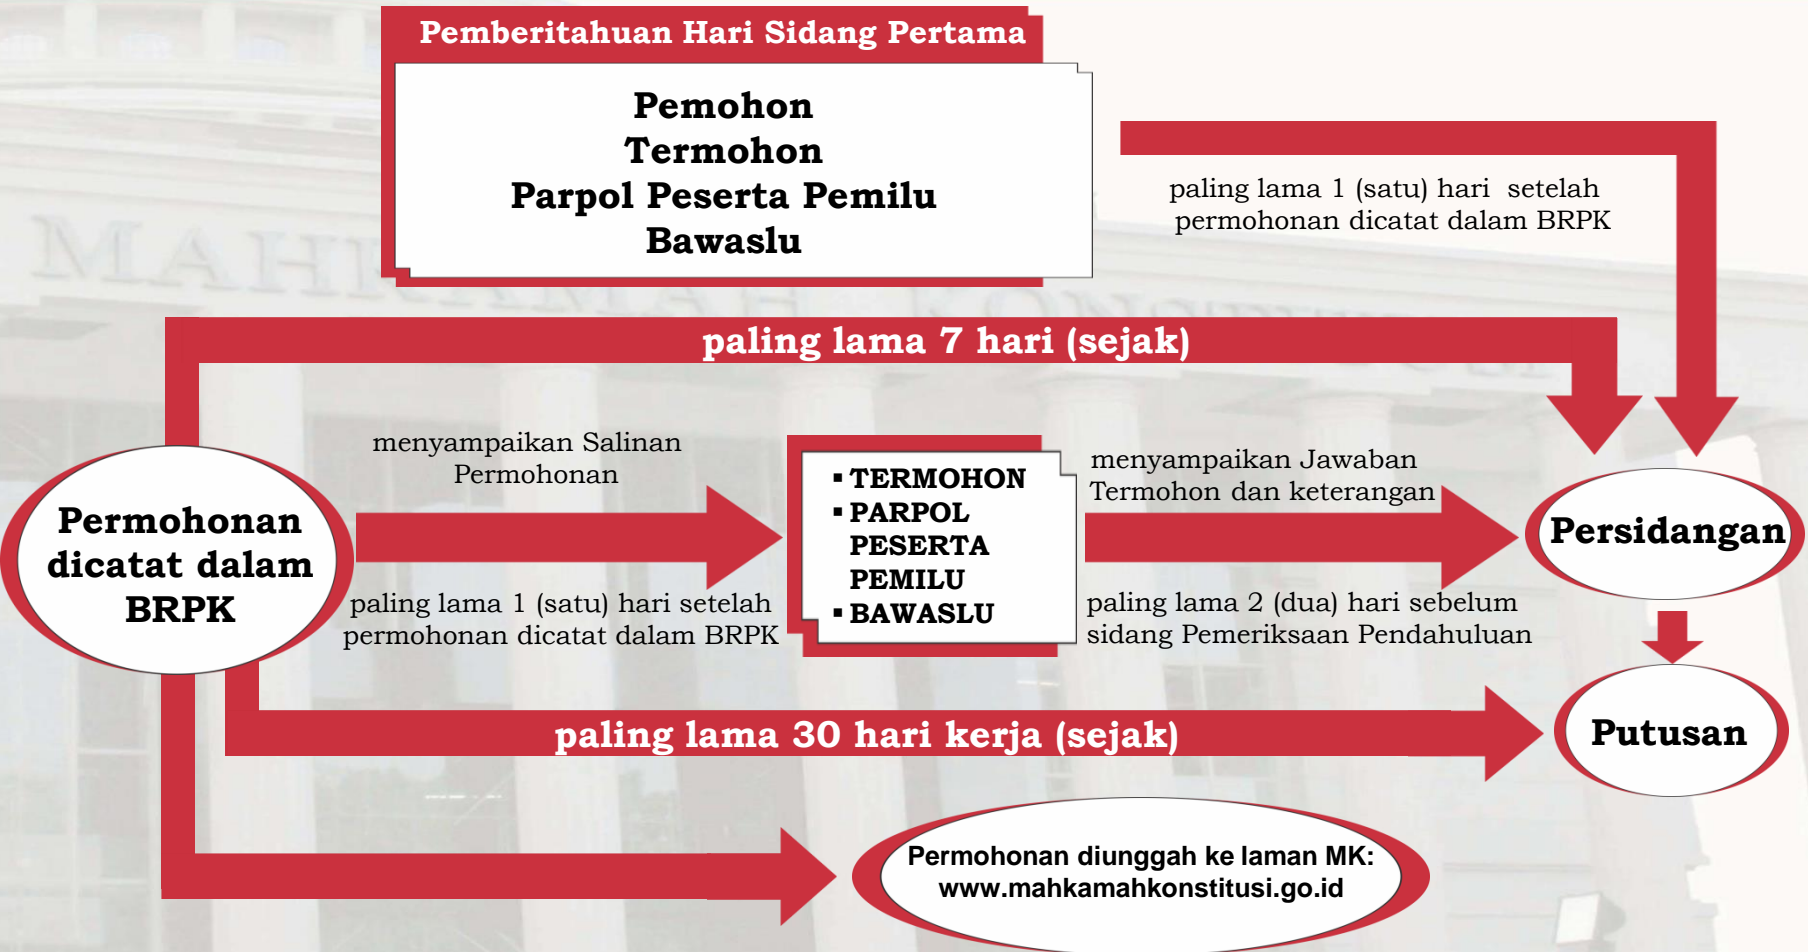 Pemberitahuan Hari Sidang Pertama
Pemohon
Termohon
Parpol Peserta Pemilu
Bawaslu
paling lama 1 (satu) hari setelah
permohonan dicatat dalam BRPK
MAHKAMAH KONSTITUSI
paling lama 7 hari (sejak)
menyampaikan Salinan
Permohonan
Permohonan
dicatat dalam
BRPK
paling lama 1 (satu) hari setelah
permohonan dicatat dalam BRPK
▪ TERMOHON
▪ PARPOL
PESERTA
PEMILU
▪ BAWASLU
menyampaikan Jawaban
Termohon dan keterangan
paling lama 2 (dua) hari sebelum
sidang Pemeriksaan Pendahuluan
Persidangan
paling lama 30 hari kerja (sejak)
Putusan
Permohonan diunggah ke laman MK:
www.mahkamahkonstitusi.go.id